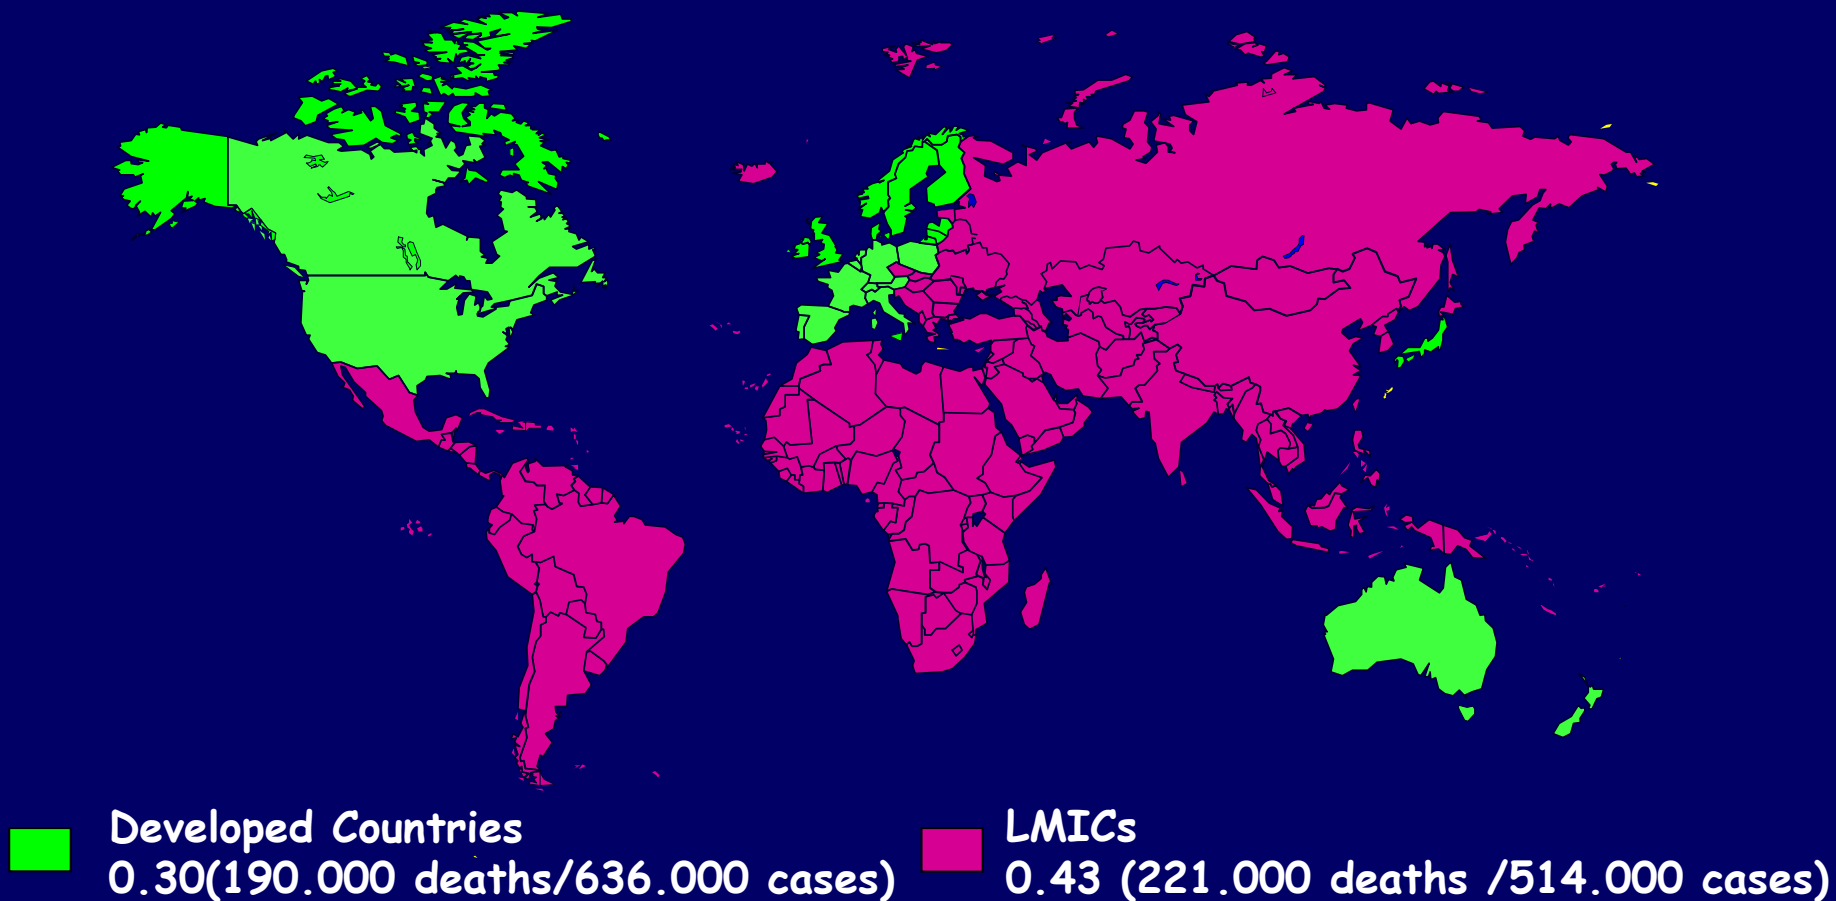 Developed Countries
0.30(190.000 deaths/636.000 cases)
LMICs
0.43 (221.000 deaths /514.000 cases)